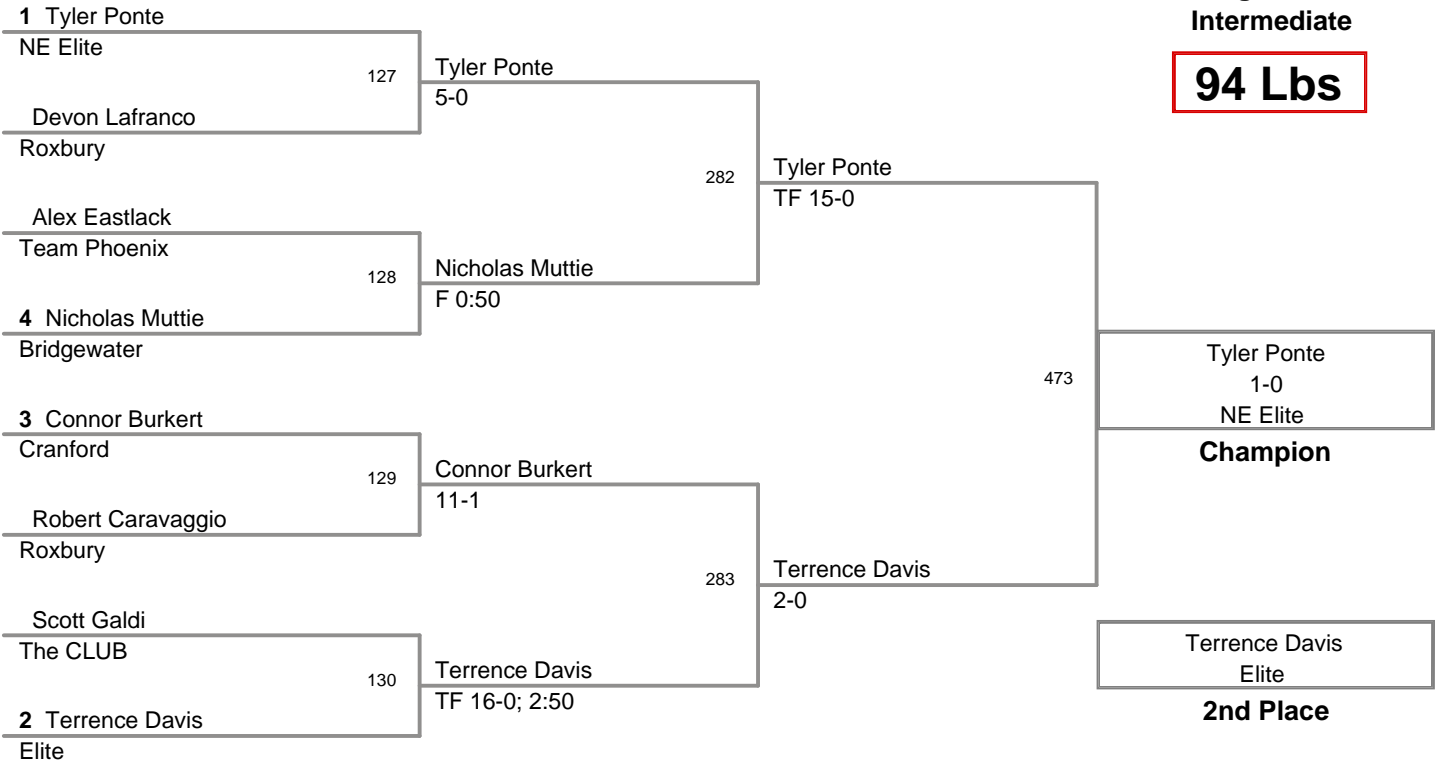 Intermediate
94 Lbs
1 Tyler Ponte
NE Elite
127
Devon Lafranco
Roxbury
Tyler Ponte
5-0
Alex Eastlack
Team Phoenix
128
4 Nicholas Muttie
Bridgewater
Nicholas Muttie
F 0:50
282
Tyler Ponte
TF 15-0
3 Connor Burkert
Cranford
129
Robert Caravaggio
Roxbury
Connor Burkert
11-1
Scott Galdi
The CLUB
130
2 Terrence Davis
Elite
Terrence Davis
TF 16-0; 2:50
283
Terrence Davis
2-0
473
Tyler Ponte
1-0
NE Elite
Champion
Terrence Davis
Elite
2nd Place